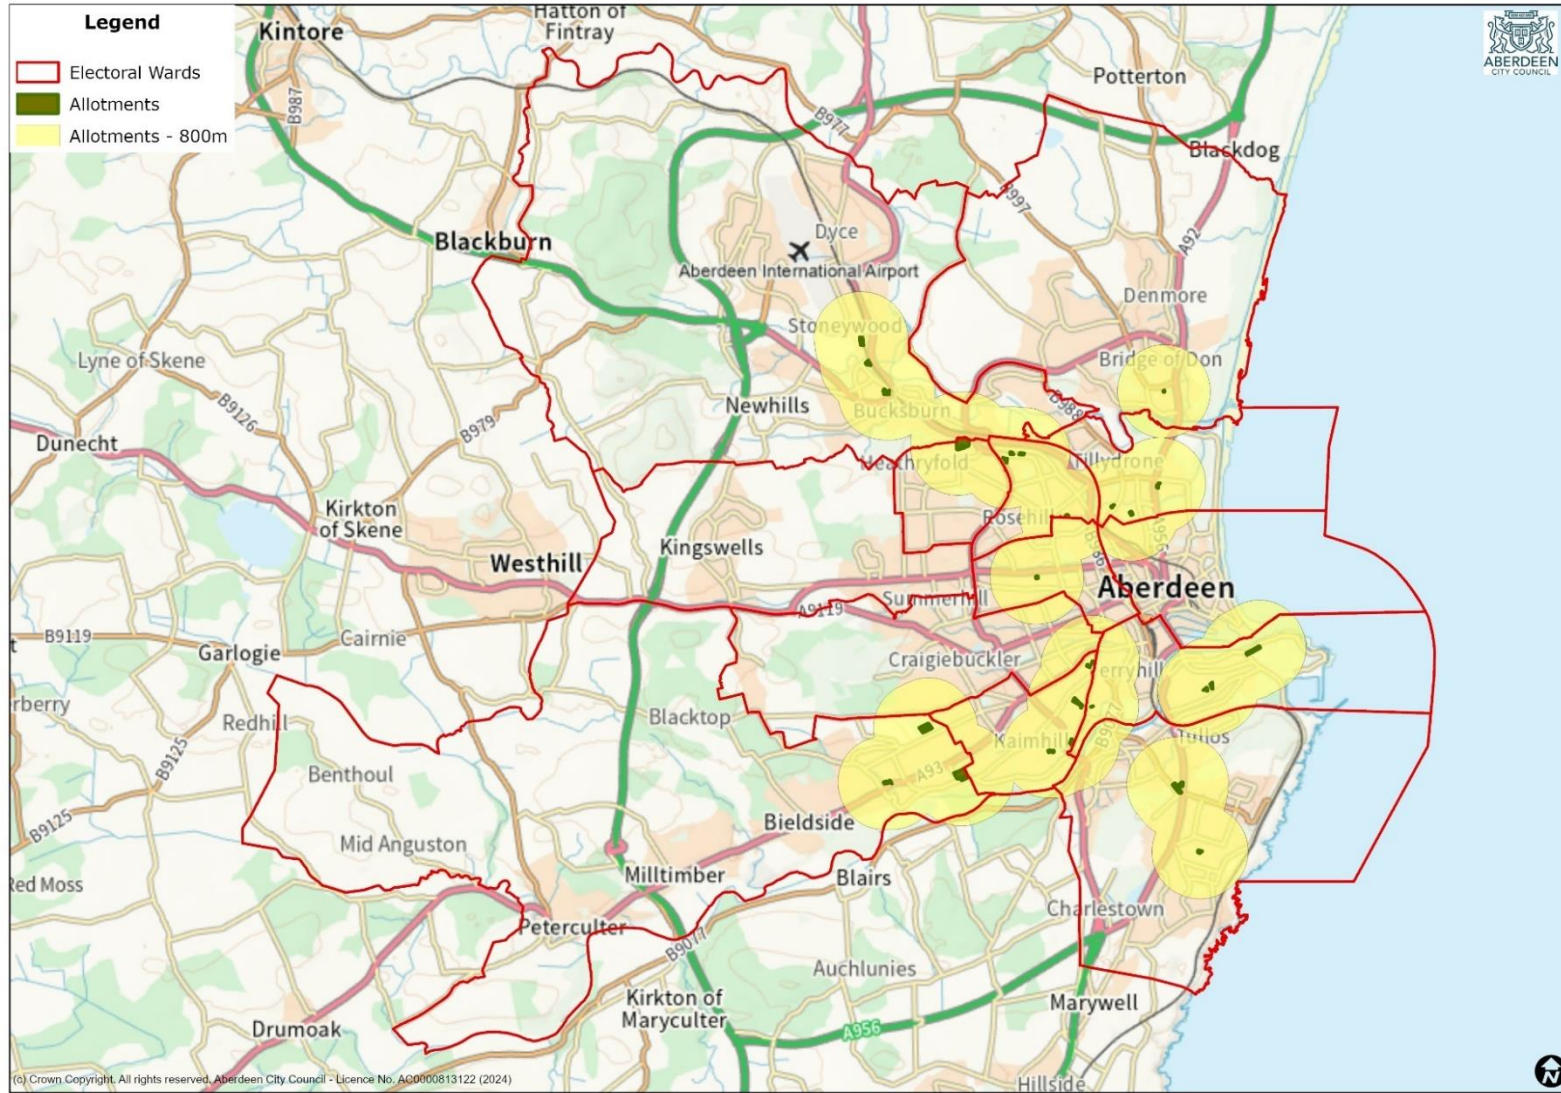 Legend
Electoral Wards
Allotments
Allotments - 800m
ABERDEEN
CITY COUNCIL
Kintore
Hatton of
Fintray
Potterton
B987
B977
Blackdog
B997
Blackburn
Dyce
A92
Aberdeen International Airport
Denmore
Stoneywood
Lyne of Skene
Bridge of Don
B9126
Newhills
Bucksburn
B988
B979
Dunecht
Heathryfold
Tillydrone
Kirkton
of Skene
Rosehill
Kingswells
Westhill
Aberdeen
Summerhill
A9119
B9119
Cairnie
Garlogie
Craigiebuckler
erryhill
rberry
Redhill
Blacktop
B9077
Kaimhill
Tullos
B9125
A93
Benthoul
Bieldside
B9125
Mid Anguston
Milltimber
Blairs
Red Moss
Charlestown
Peterculter
B9077
Auchlunies
Kirkton of
Maryculter
Marywell
Drumoak
A956
(c) Crown Copyright. All rights reserved. Aberdeen City Council - Licence No. AC0000813122 (2024)
Hillside
N